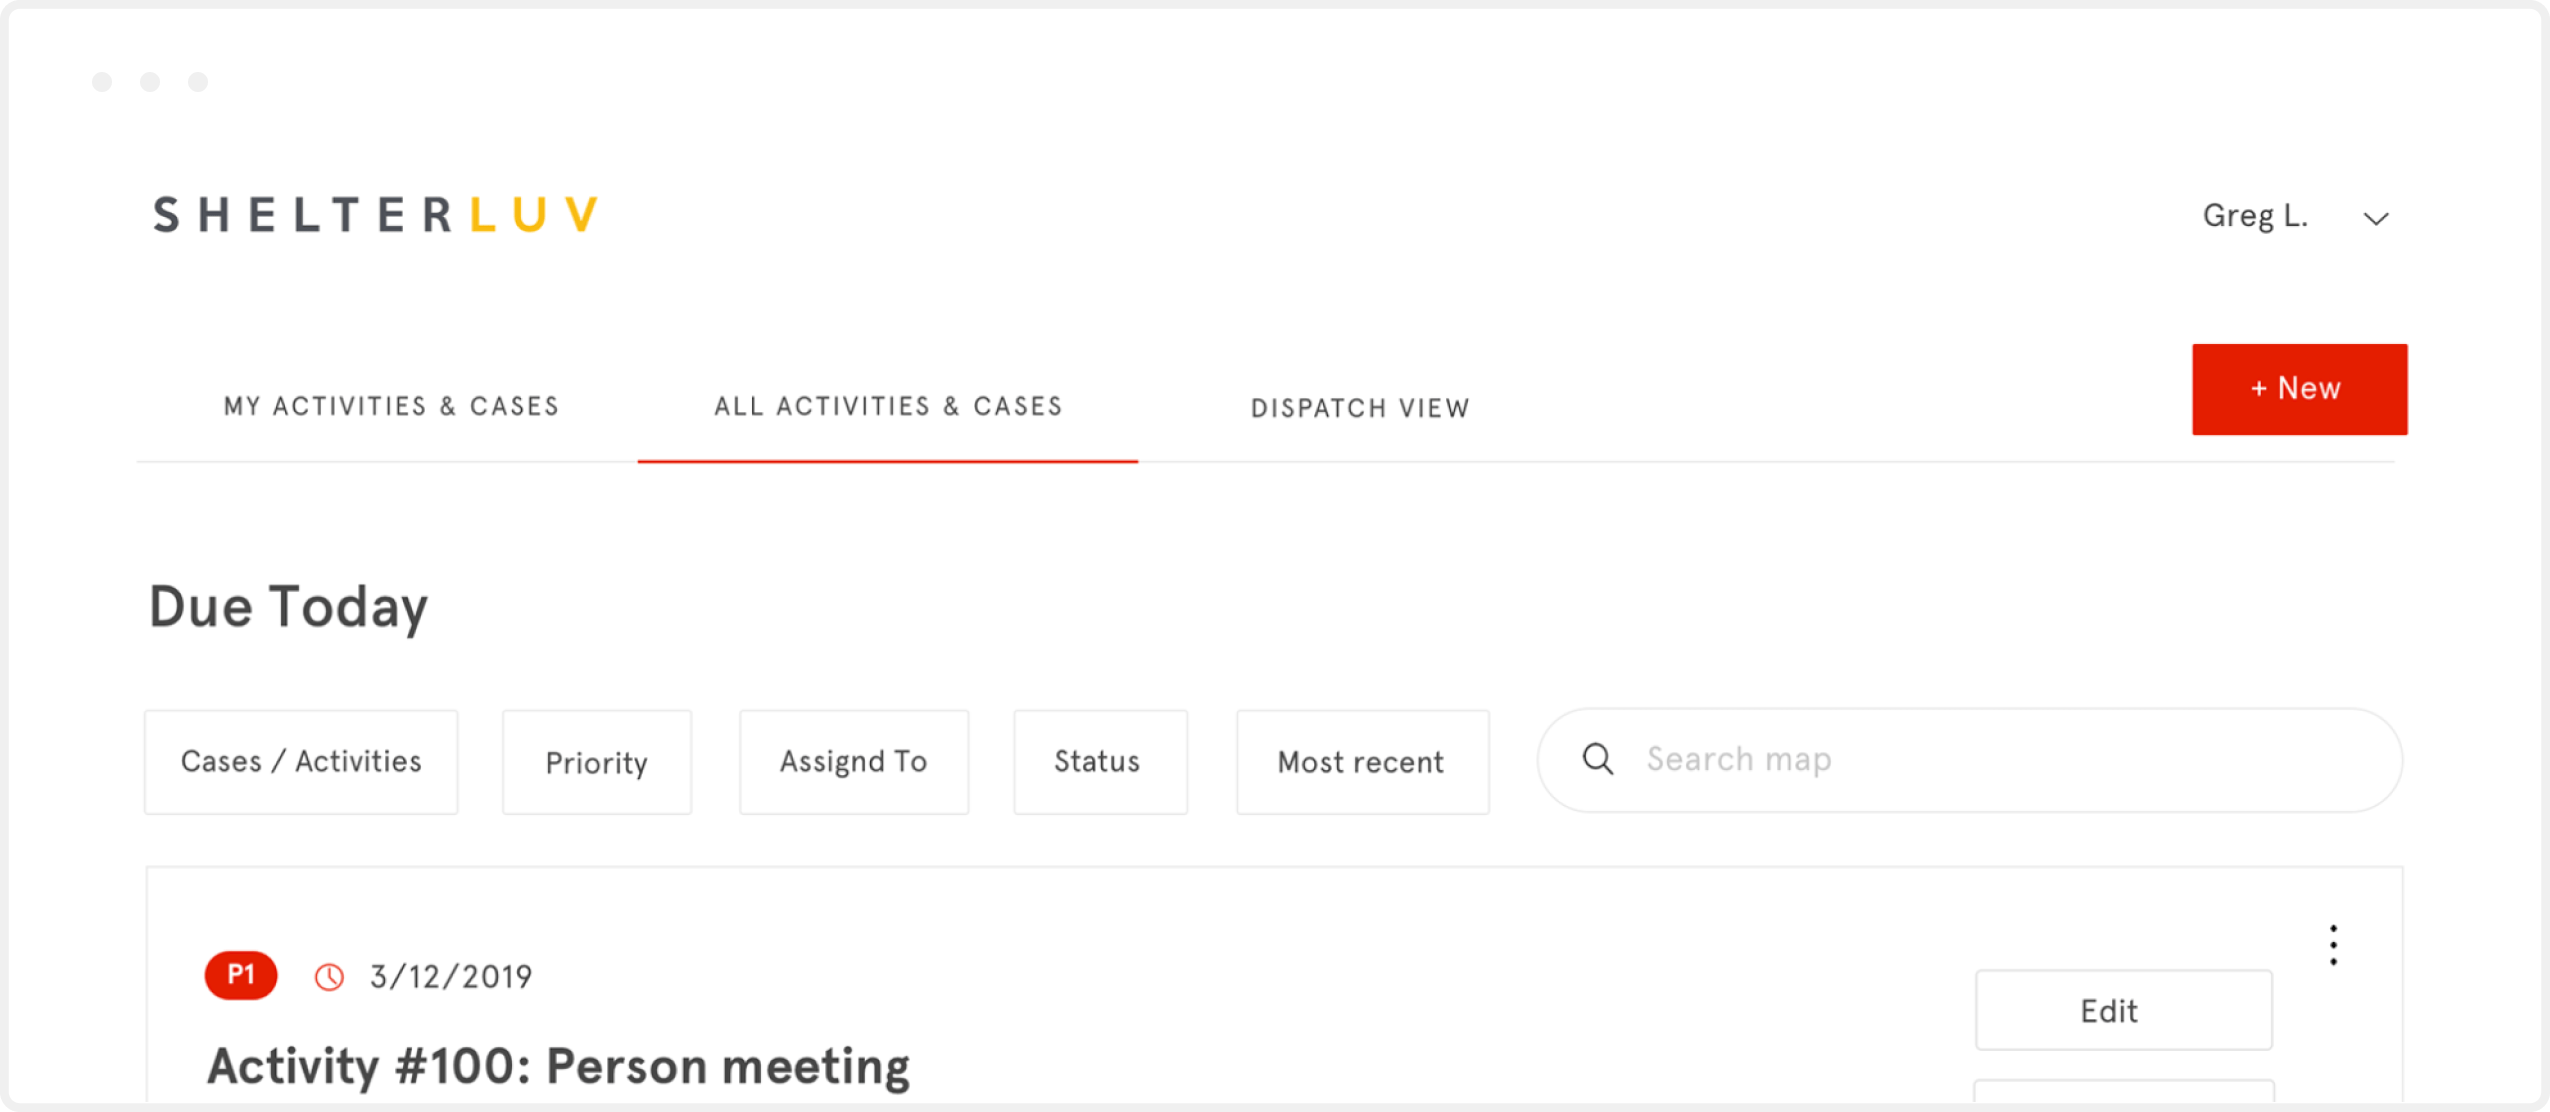 SHELTERLUV
Greg L.
MY ACTIVITIES & CASES
ALL ACTIVITIES & CASES
DISPATCH VIEW
+ New
Due Today
Cases / Activities
Priority
Assignd To
Status
Most recent
Search map
P1
3/12/2019
Edit
Activity #100: Person meeting